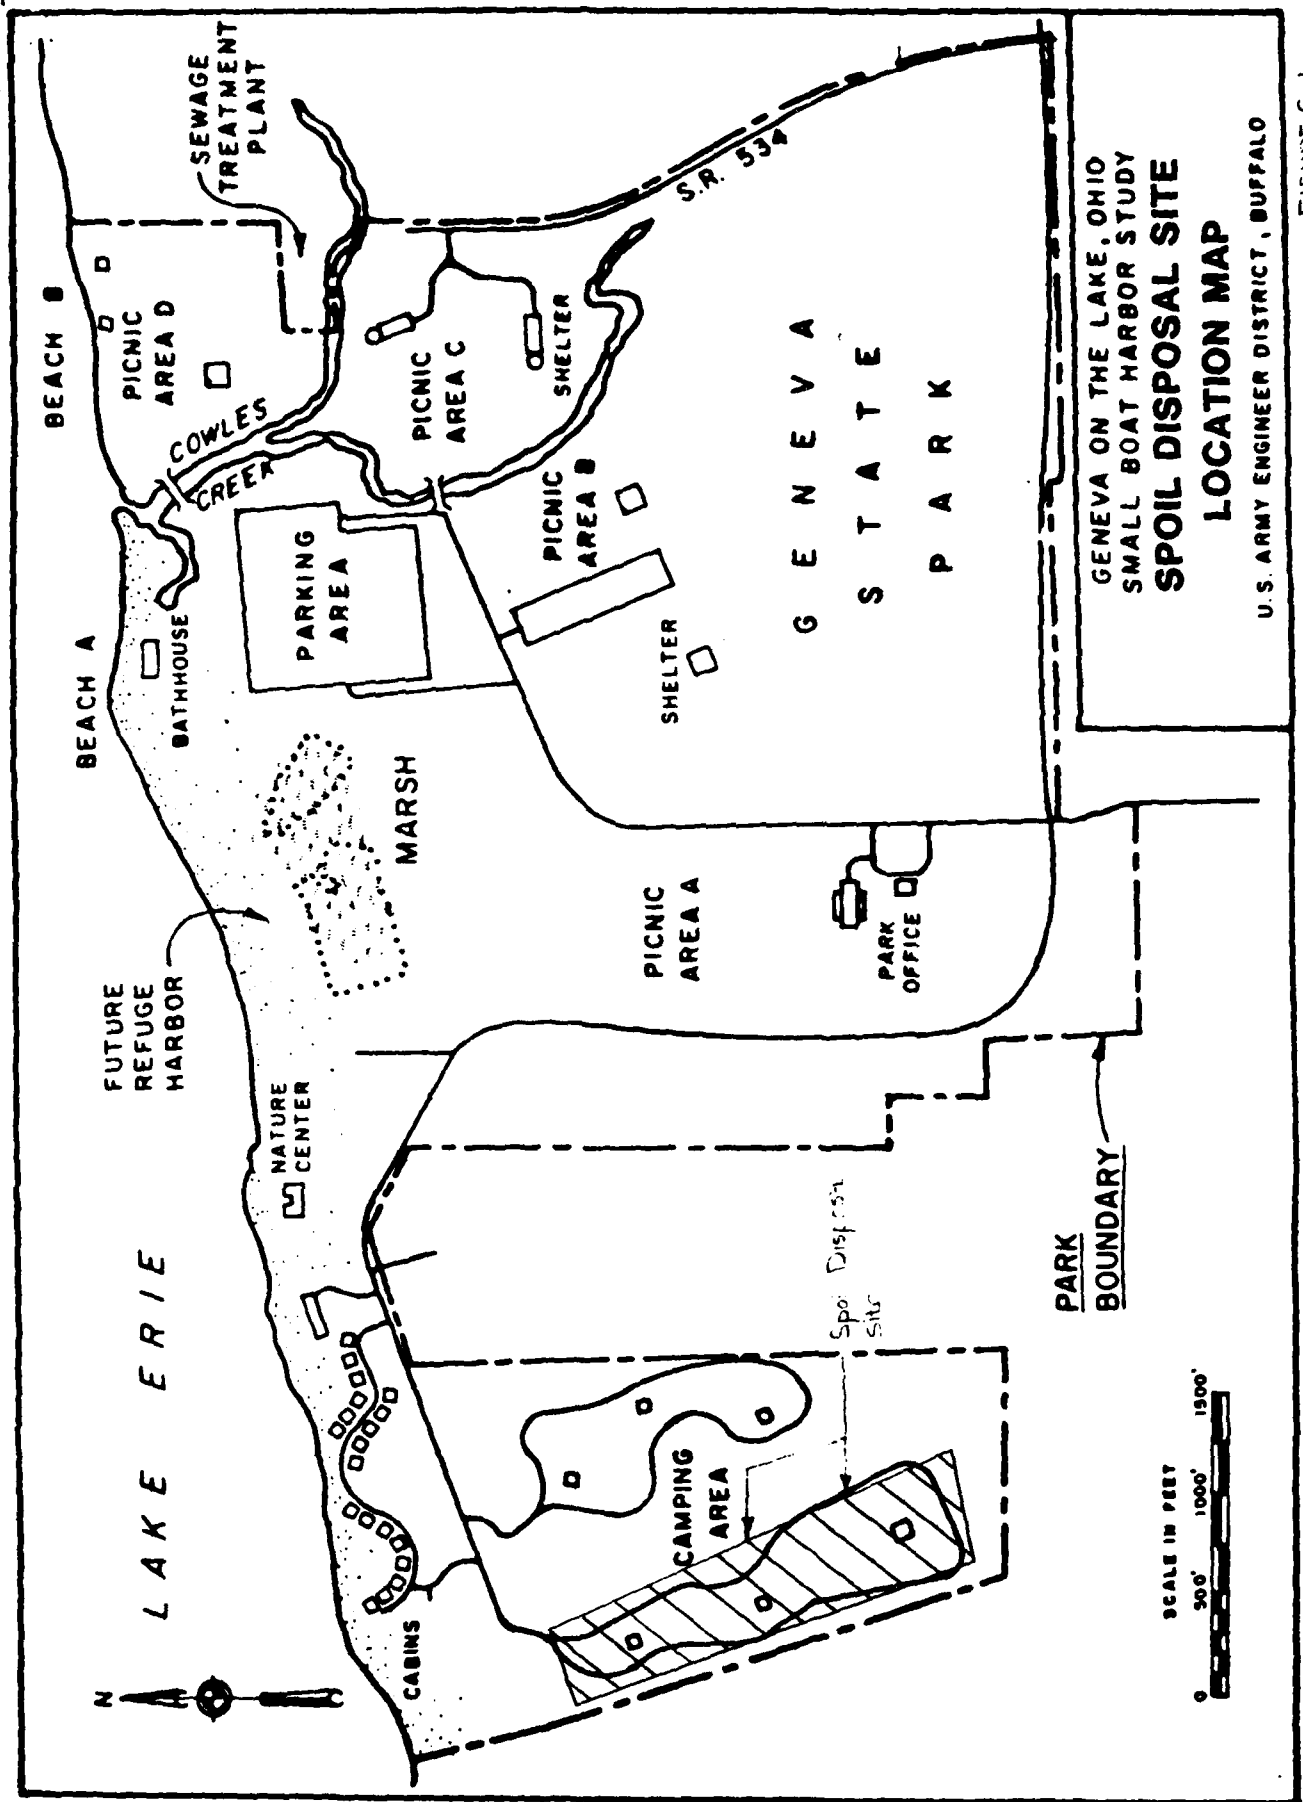 BEACH B
BEACH A
LAKE ERIE
SEWAGE
TREATMENT
PLANT
PICNIC
AREA D
COWLES
CREEK
PICNIC
AREA C
SHELTER
S.R. 534
BATHHOUSE
PARKING
AREA
PICNIC
AREA B
SHELTER
MARSH
FUTURE
REFUGE
HARBOR
NATURE
CENTER
GENEVA
STATE
PARK
PICNIC
AREA A
PARK
OFFICE
PARK
BOUNDARY
CABINS
CAMPING
AREA
Site
N
SCALE IN FEET
0 500' 1000' 1500'
GENEVA ON THE LAKE, OHIO
SMALL BOAT HARBOR STUDY
SPOIL DISPOSAL SITE
LOCATION MAP
U.S. ARMY ENGINEER DISTRICT, BUFFALO